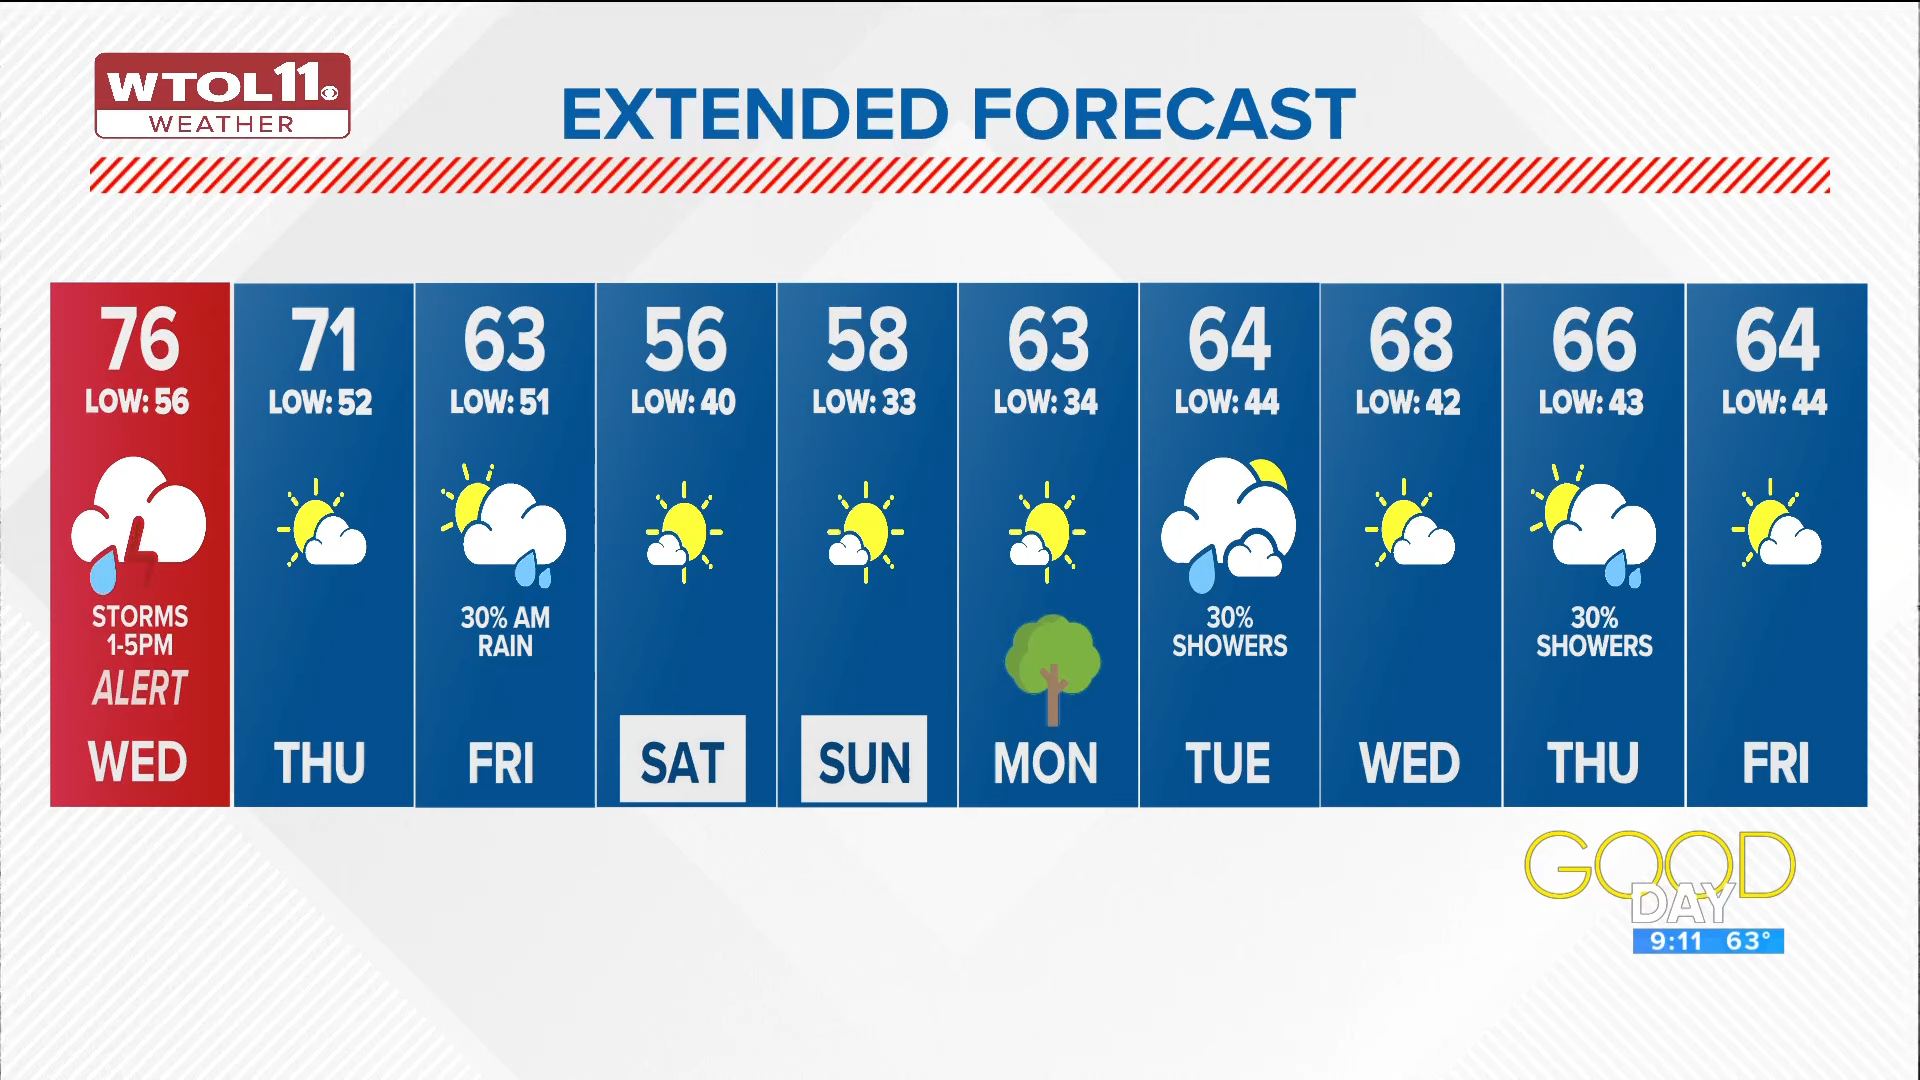 WTOL11
WEATHER
EXTENDED FORECAST
76
LOW: 56
STORMS
1-5PM
ALERT
WED
71
LOW: 52
THU
63
LOW: 51
30% AM
RAIN
FRI
56
LOW: 40
SAT
58
LOW: 33
SUN
63
LOW: 34
MON
64
LOW: 44
30%
SHOWERS
TUE
68
LOW: 42
WED
66
LOW: 43
30%
SHOWERS
THU
64
LOW: 44
FRI
GOOD
DAY
9:11 63°